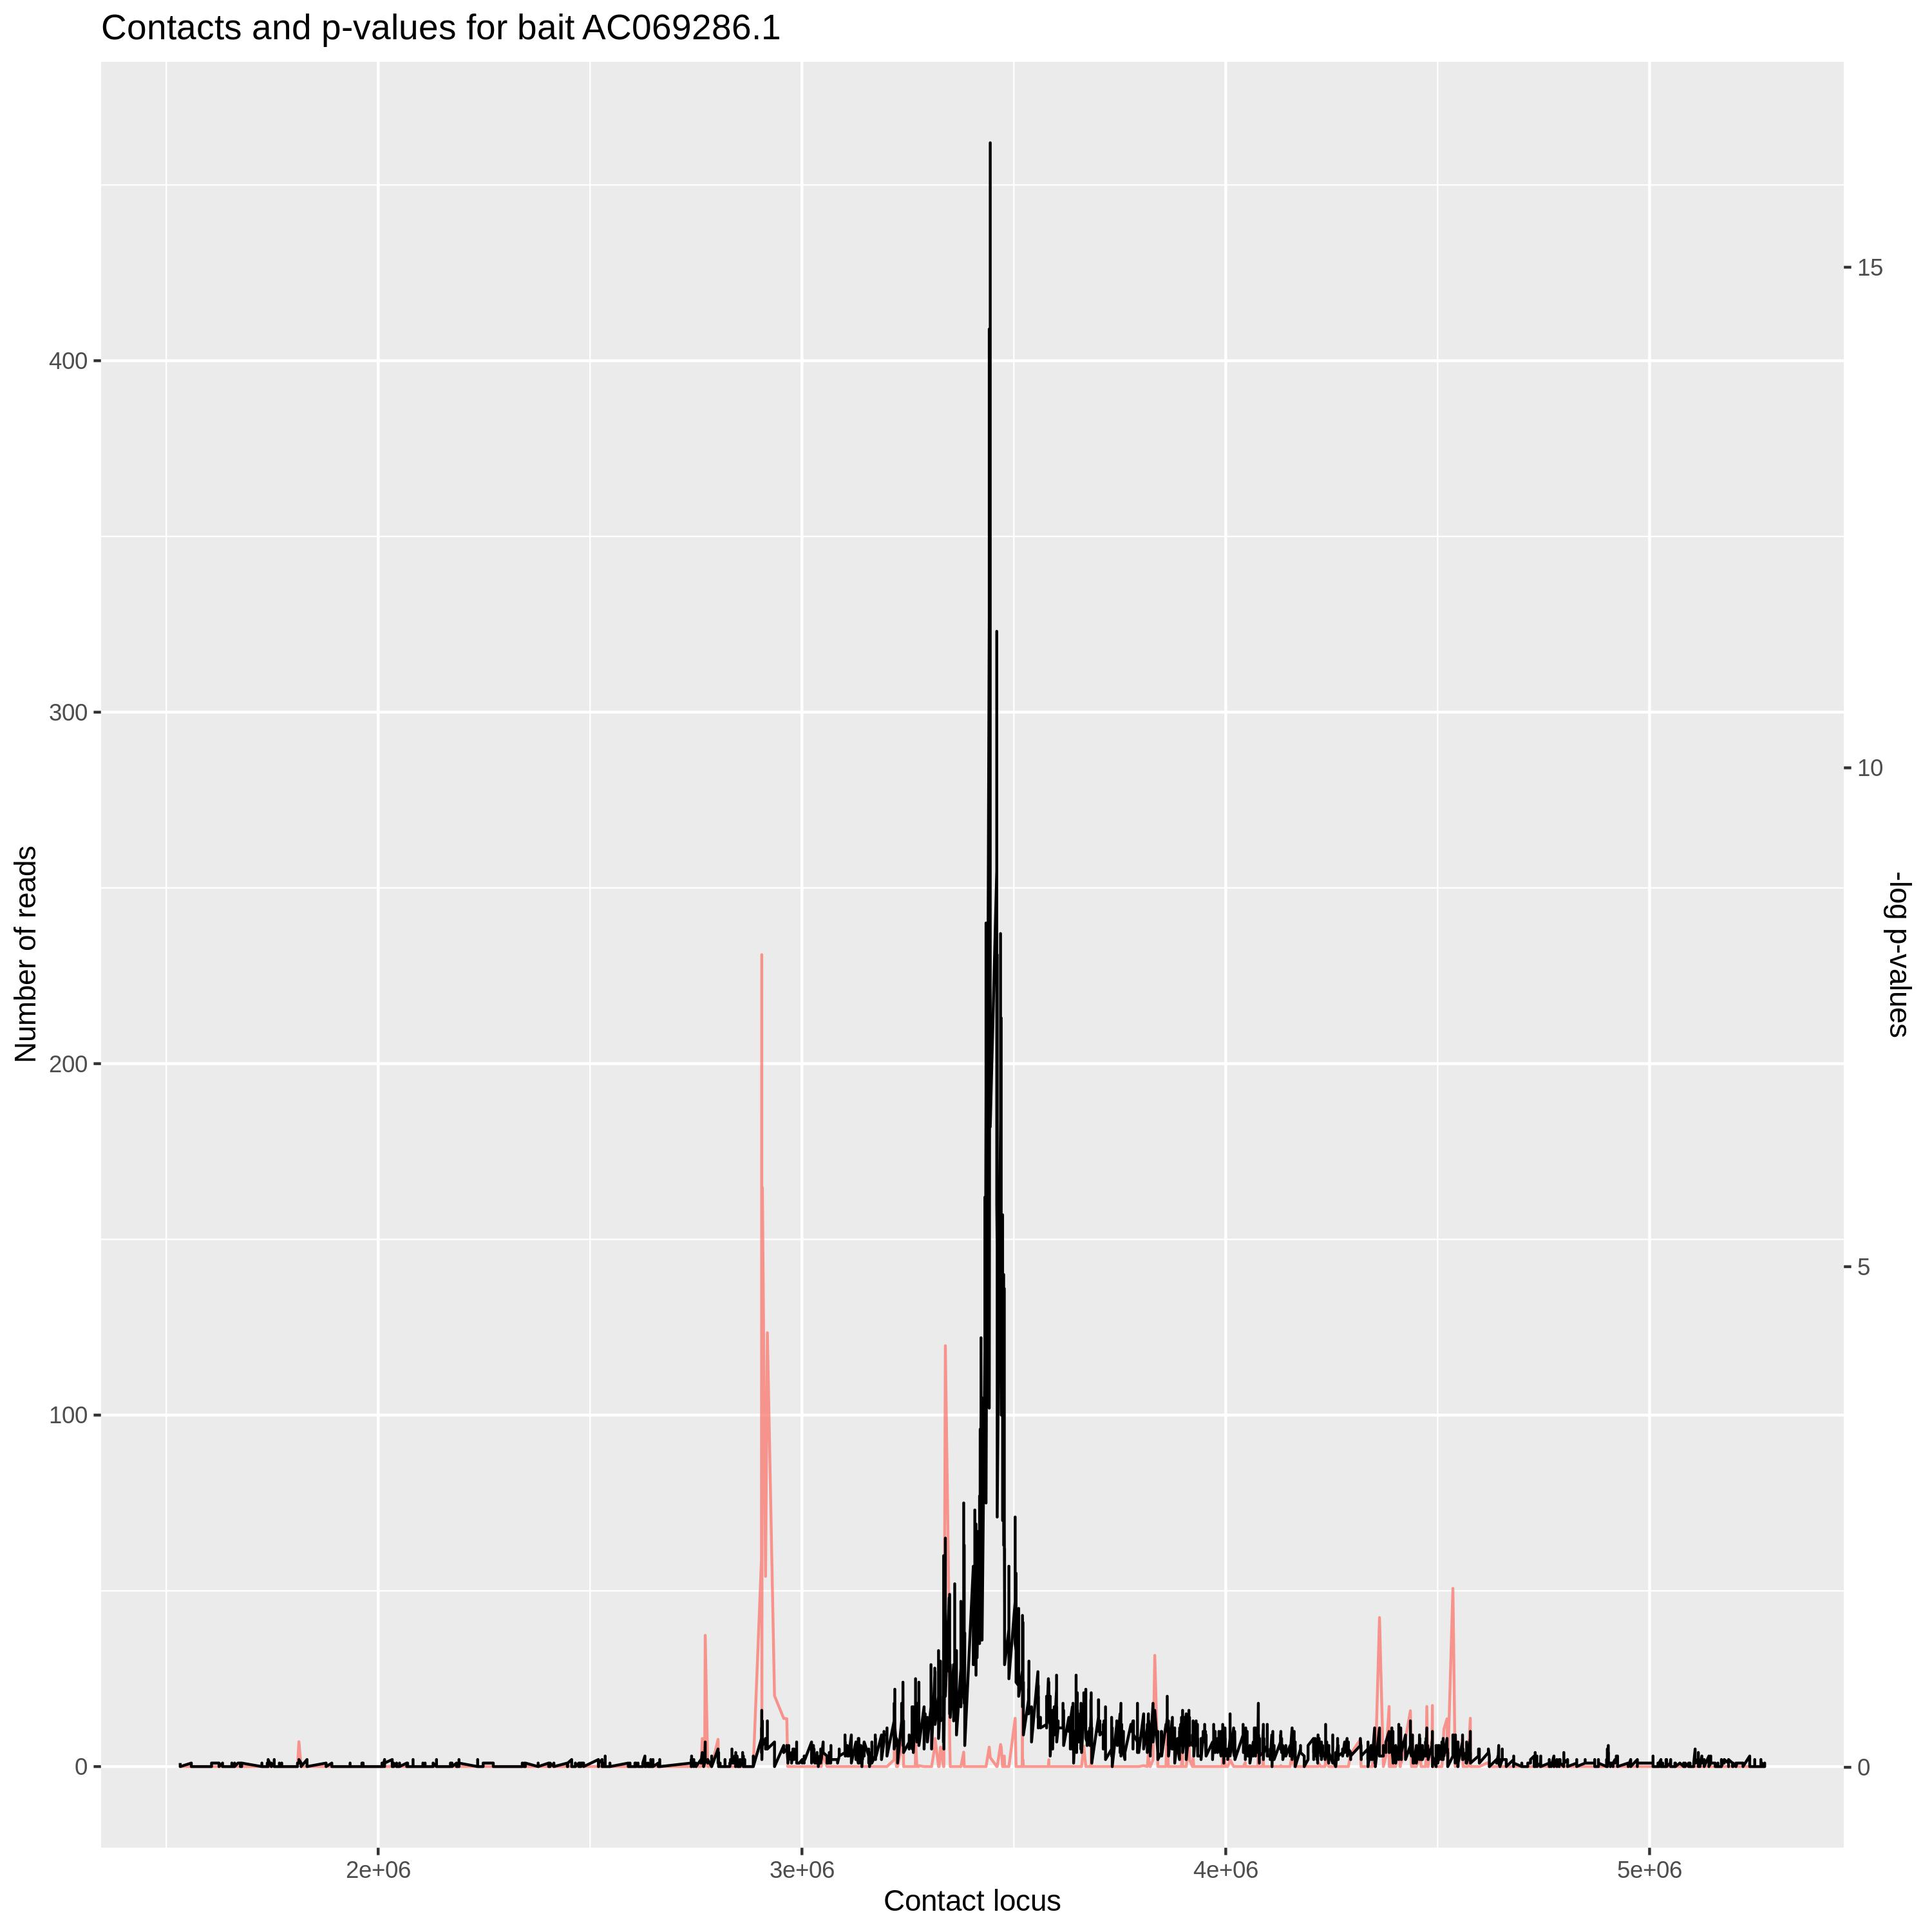 Contacts and p-values for bait AC069286.1
Number of reads
400
300
200
100
0
15
10
5
0
-log p-values
2e+06
3e+06
4e+06
5e+06
Contact locus